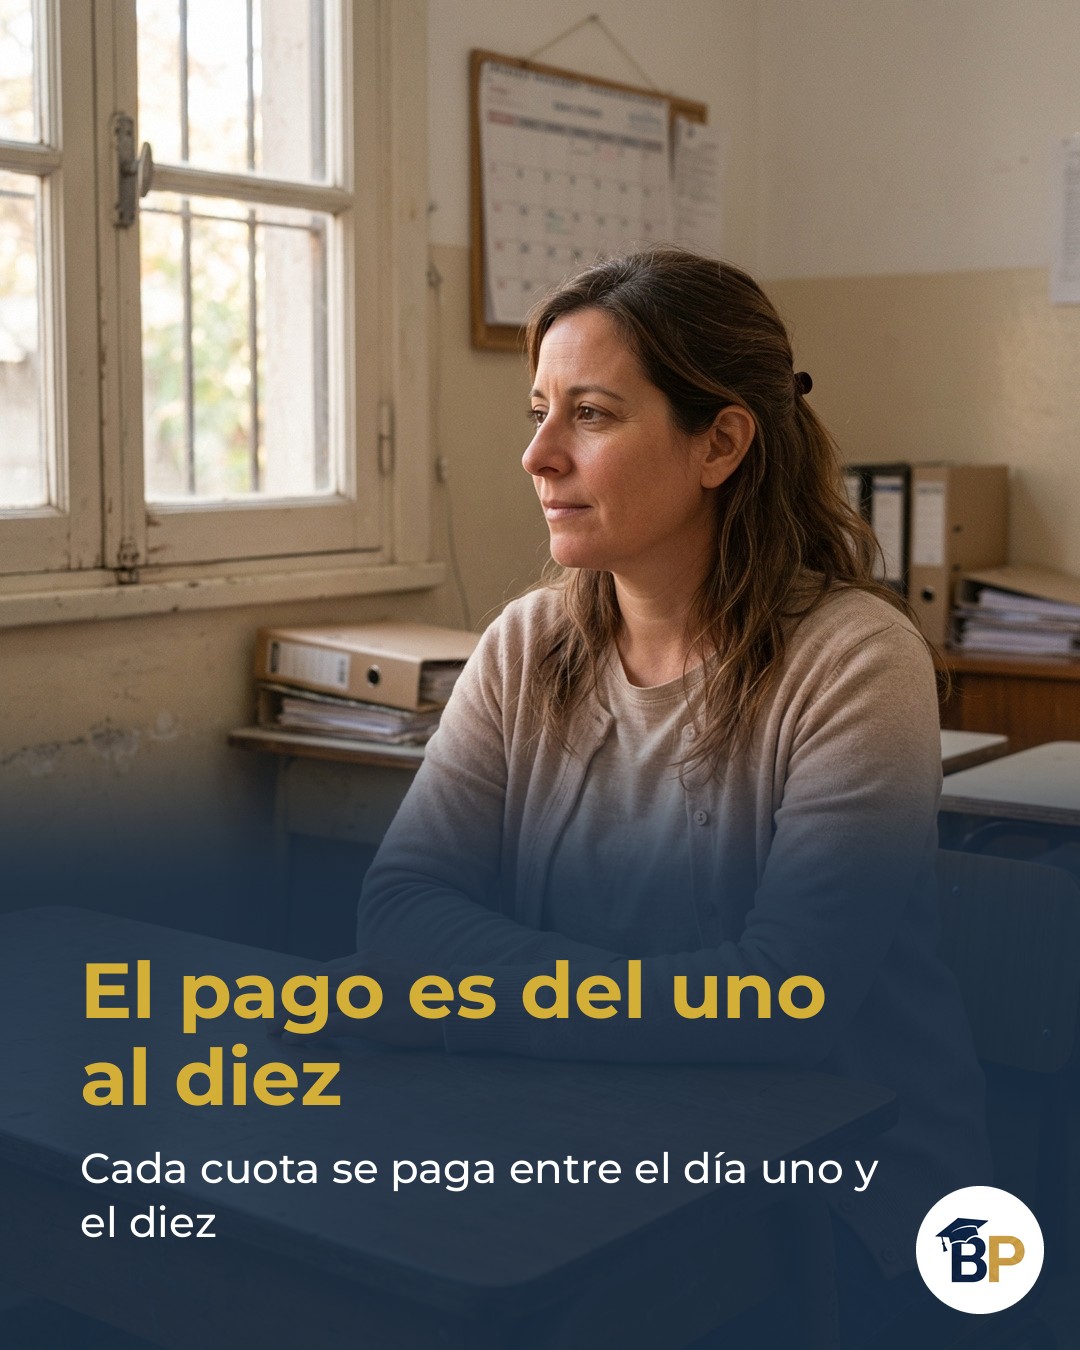 El pago es del uno
al diez
Cada cuota se paga entre el día uno y
el diez
BP